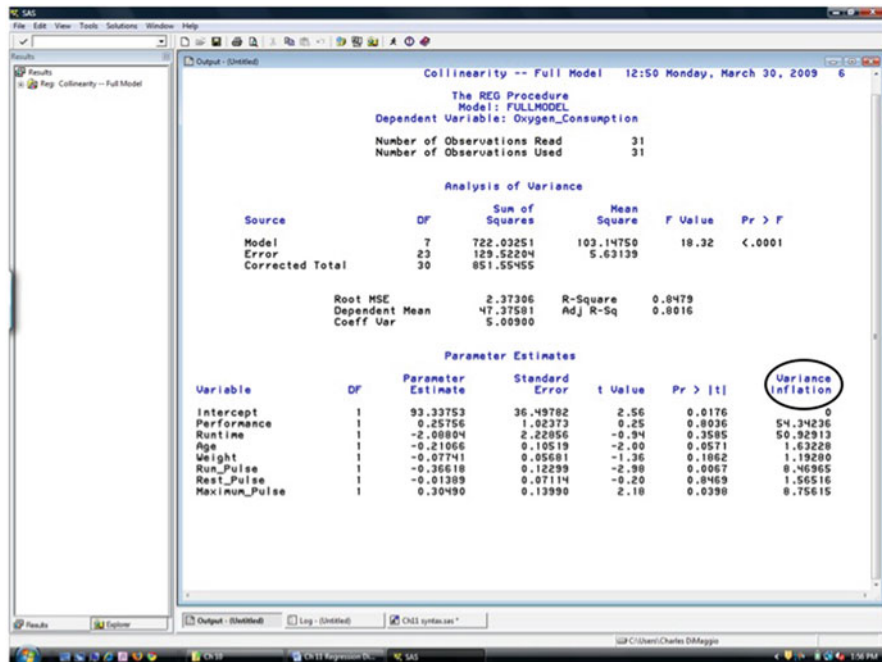 SAS
File Edit View Tools Solutions Window Help
Results
Results
Reg: Collinearity -- Full Model
Output - (Untitled)
Collinearity -- Full Model 12:50 Monday, March 30, 2009 6
The REG Procedure
Model: FULLMODEL
Dependent Variable: Oxygen_Consumption
Number of Observations Read 31
Number of Observations Used 31
Analysis of Variance
Sum of Mean
Source DF Squares Square F Value Pr > F
Model 7 722.03251 103.14750 18.32 <.0001
Error 23 129.52204 5.63139
Corrected Total 30 851.55455
Root MSE 2.37306 R-Square 0.8479
Dependent Mean 47.37581 Adj R-Sq 0.8016
Coeff Var 5.00900
Parameter Estimates
Parameter Standard Variance
Variable DF Estimate Error t Value Pr > |t| Inflation
Intercept 1 93.33753 36.49782 2.56 0.0176 0
Performance 1 0.25756 1.02373 0.25 0.8036 54.34236
Runtime 1 -2.08804 2.22856 -0.94 0.3585 50.92913
Age 1 -0.21066 0.10519 -2.00 0.0571 1.63228
Weight 1 -0.07741 0.05681 -1.36 0.1862 1.19280
Run_Pulse 1 -0.36618 0.12299 -2.98 0.0067 8.46965
Rest_Pulse 1 -0.01389 0.07114 -0.20 0.8469 1.56516
Maximum_Pulse 1 0.30490 0.13990 2.18 0.0398 8.75615
Results Explorer Output - (Untitled) Log - (Untitled) Ch11 syntax.sas *
C:\Users\Charles DiMaggio
Ch 10 Ch 11 Regression Di... SAS 1:56 PM